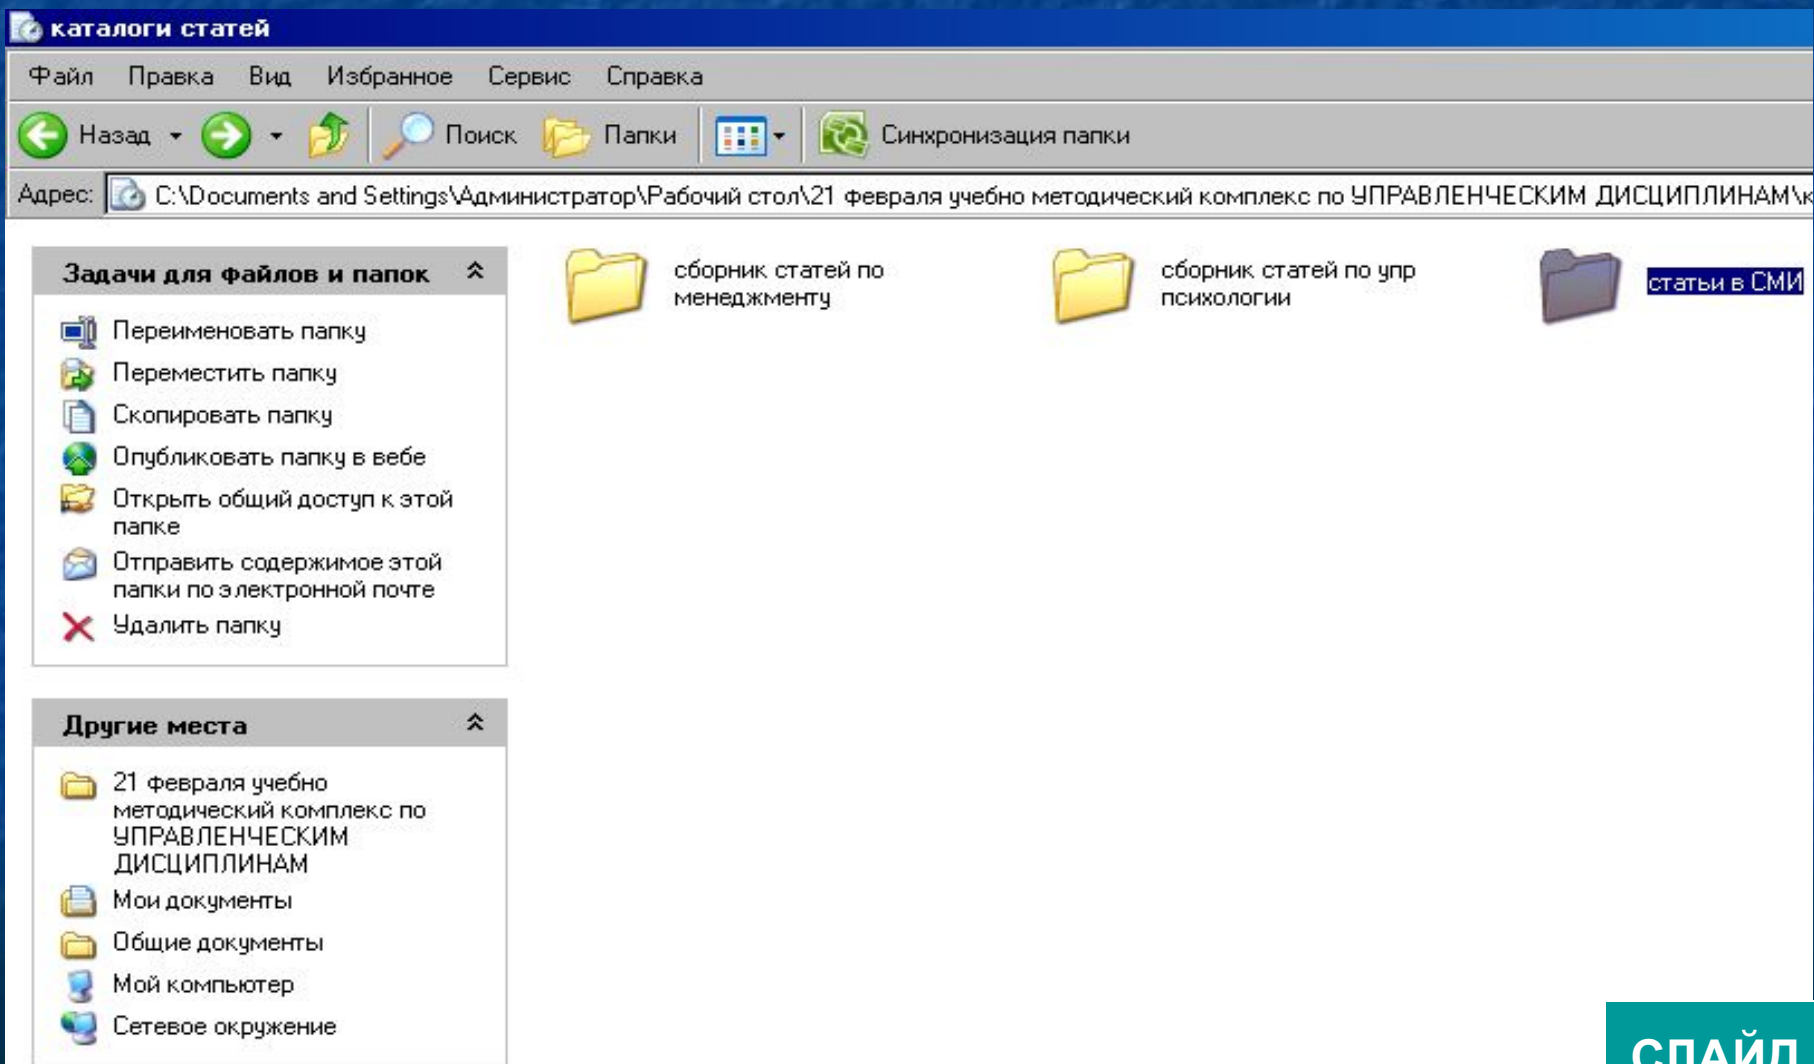 каталоги статей
Файл Правка Вид Избранное Сервис Справка
Назад Поиск Папки Синхронизация папки
Адрес: C:\Documents and Settings\Администратор\Рабочий стол\21 февраля учебно методический комплекс по УПРАВЛЕНЧЕСКИМ ДИСЦИПЛИНАМ\к
Задачи для файлов и папок
Переименовать папку
Переместить папку
Скопировать папку
Опубликовать папку в вебе
Открыть общий доступ к этой
папке
Отправить содержимое этой
папки по электронной почте
Удалить папку
Другие места
21 февраля учебно
методический комплекс по
УПРАВЛЕНЧЕСКИМ
ДИСЦИПЛИНАМ
Мои документы
Общие документы
Мой компьютер
Сетевое окружение
сборник статей по
менеджменту
сборник статей по упр
психологии
статьи в СМИ
СЛАЙД